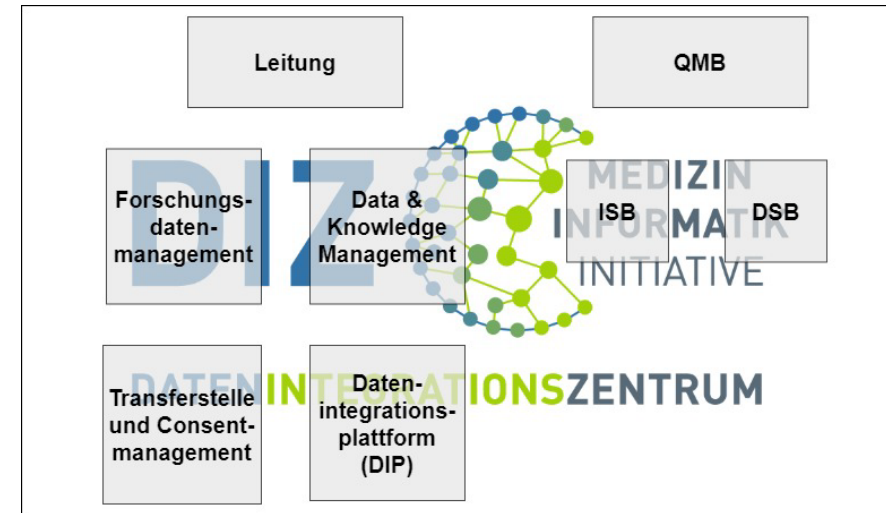 Leitung
QMB
DIZ
MEDIZIN
INFORMATIK
INITIATIVE
Forschungs-
daten-
management
Data &
Knowledge
Management
ISB
DSB
DATENINTEGRATIONSZENTRUM
Transferstelle
und Consent-
management
Daten-
integrations-
plattform
(DIP)